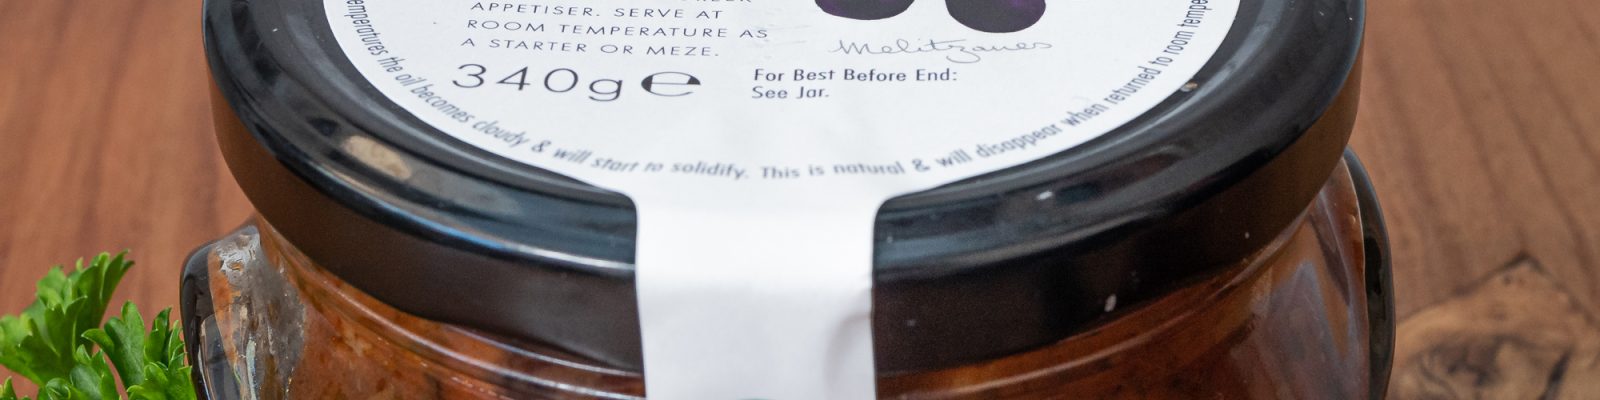 APPETISER. SERVE AT
ROOM TEMPERATURE AS
A STARTER OR MEZE.
340g ℮
Melitzanes
For Best Before End:
See Jar.
temperatures the oil becomes cloudy & will start to solidify. This is natural & will disappear when returned to room